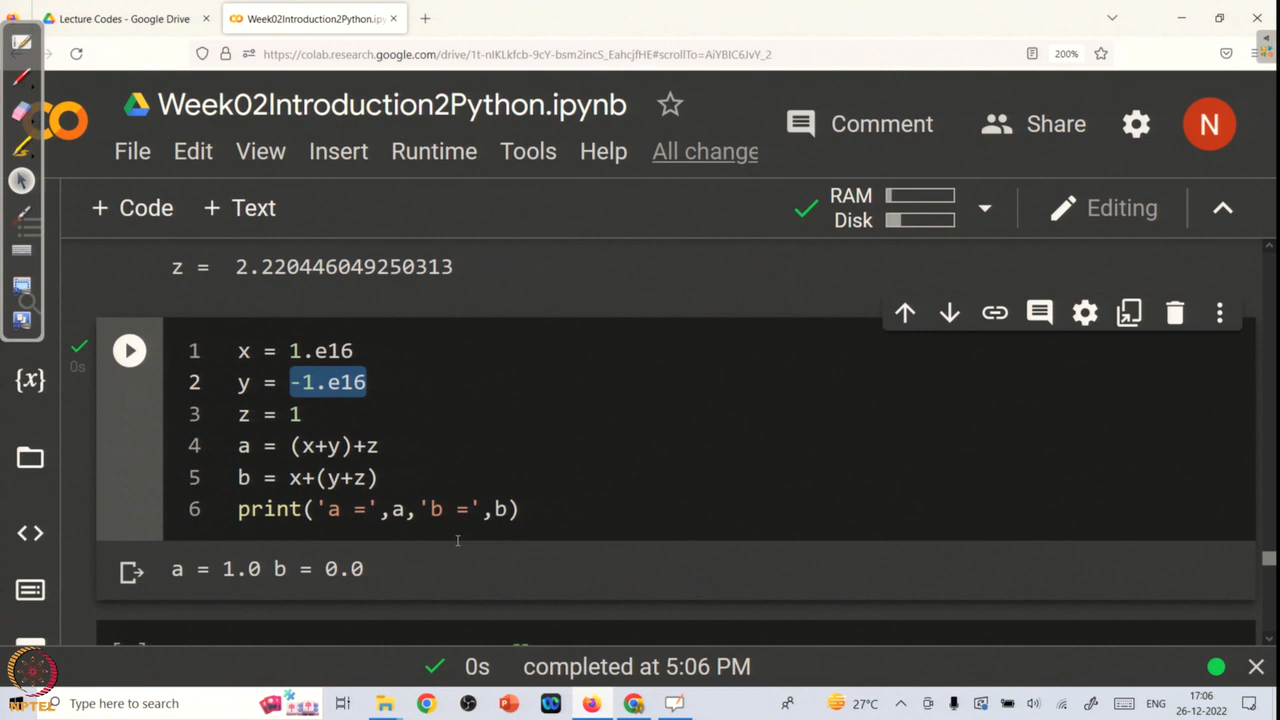 Lecture Codes - Google Drive
Week02Introduction2Python.ipynb
https://colab.research.google.com/drive/1t-nIKLkfcb-9cY-bsm2incS_EahcjfHE#scrollTo=AiYBIC6JvY_2
200%
Week02Introduction2Python.ipynb
File Edit View Insert Runtime Tools Help All change
Comment Share N
+ Code + Text
RAM
Disk
Editing
z = 2.220446049250313
0s
1 x = 1.e16
2 y = -1.e16
3 z = 1
4 a = (x+y)+z
5 b = x+(y+z)
6 print('a =',a,'b =',b)
a = 1.0 b = 0.0
{x}
0s completed at 5:06 PM
NPTEL
Type here to search
27°C
ENG
17:06
26-12-2022